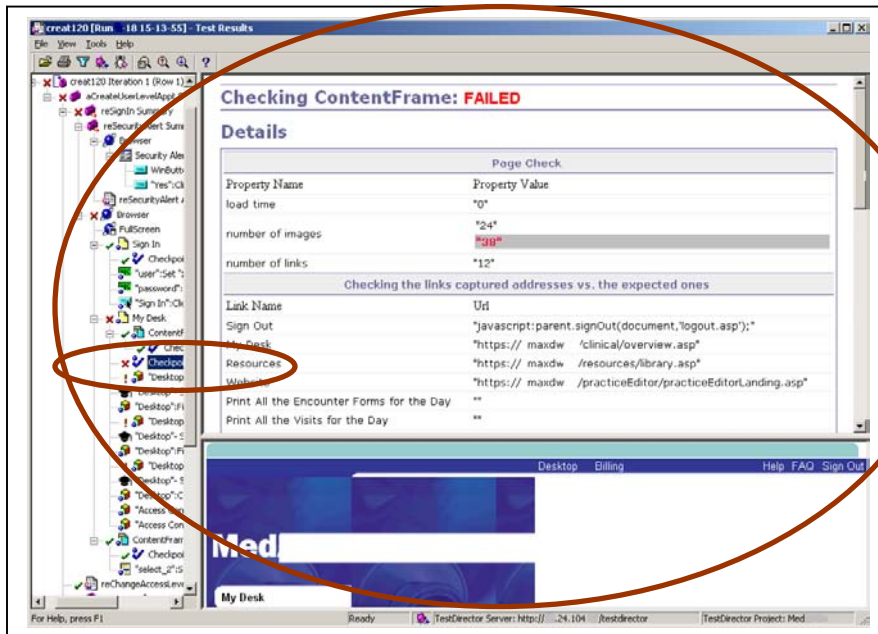 creat120 [Run 18 15-13-55] - Test Results
File View Tools Help
creat120 Iteration 1 (Row 1)
aCreateUserLevelAppt
reSignIn Summary
reSecurityAlert Summ
Browser
Security Aler
WinButt
"Yes":Cli
reSecurityAlert A
Browser
FullScreen
Sign In
Checkpoi
"user":Set "
"password":
"Sign In":Clic
My Desk
ContentF
Chec
Checkpoi
"Desktop
"Desktop":Fi
"Desktop
"Desktop"- S
"Desktop":Fi
"Desktop
"Desktop"- S
"Desktop":C
"Access Con
"Access Con
ContentFram
Checkpoi
"select_2":S
reChangeAccessLeve
Checking ContentFrame: FAILED
Details
Page Check
Property Name Property Value
load time "0"
number of images "24"
"38"
number of links "12"
Checking the links captured addresses vs. the expected ones
Link Name Url
Sign Out "javascript:parent.signOut(document,'logout.asp');"
My Desk "https:// maxdw /clinical/overview.asp"
Resources "https:// maxdw /resources/library.asp"
Website "https:// maxdw /practiceEditor/practiceEditorLanding.asp"
Print All the Encounter Forms for the Day ""
Print All the Visits for the Day ""
Desktop Billing Help FAQ Sign Out
Med
My Desk
For Help, press F1 Ready TestDirector Server: http:// .24.104 /testdirector TestDirector Project: Med